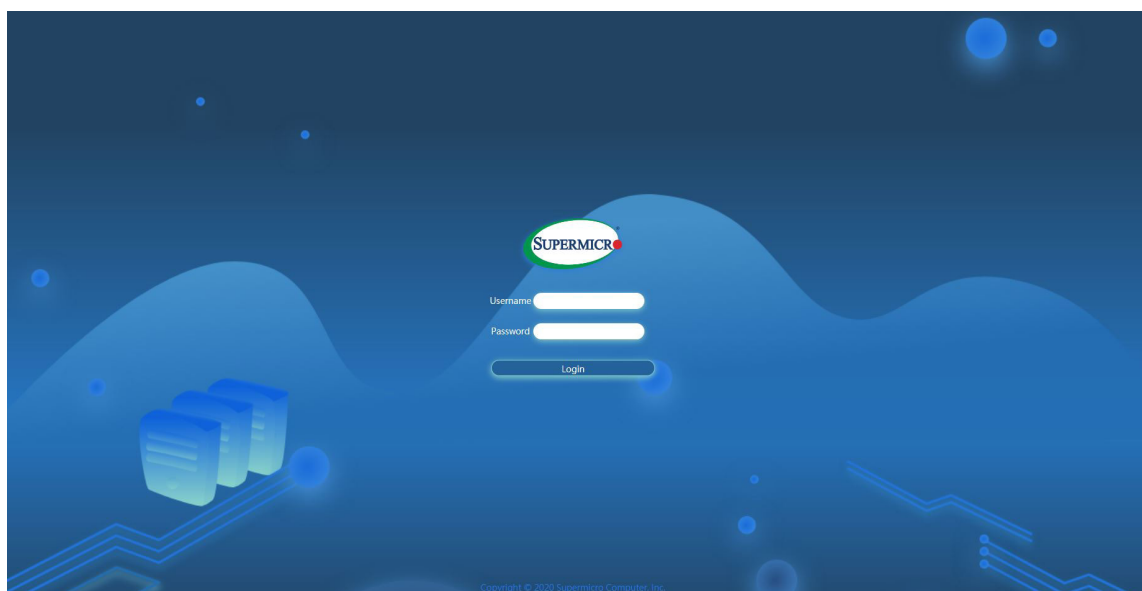 SUPERMICR
Username
Password
Login
Copyright © 2020 Supermicro Computer, Inc.